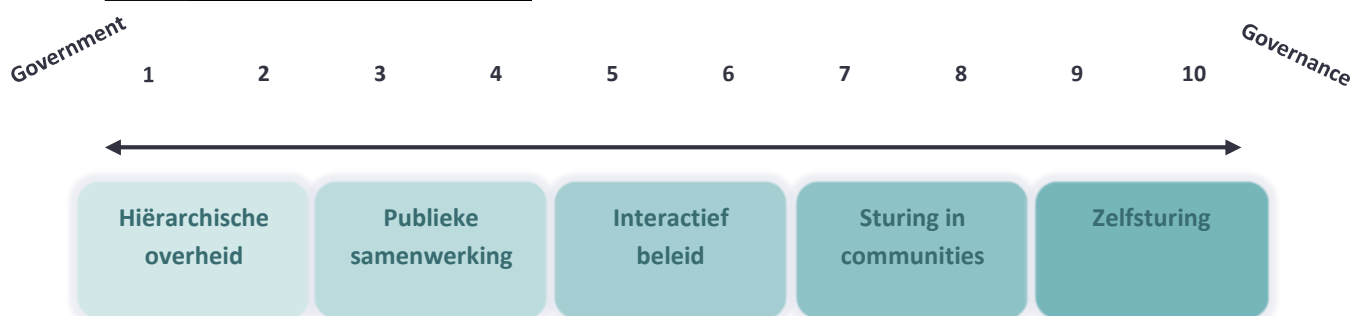 Government
Governance
1 2 3 4 5 6 7 8 9 10
Hiërarchische
overheid
Publieke
samenwerking
Interactief
beleid
Sturing in
communities
Zelfsturing